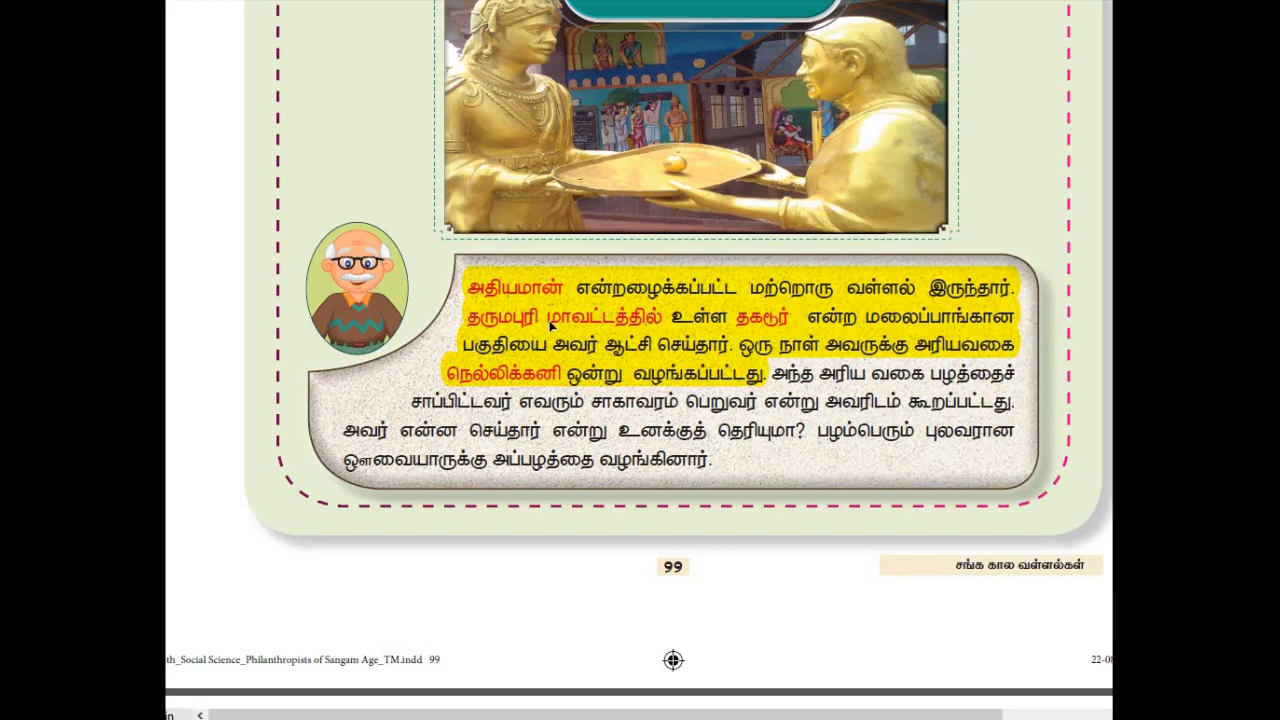 அதியமான் என்றழைக்கப்பட்ட மற்றொரு வள்ளல் இருந்தார்.
தருமபுரி மாவட்டத்தில் உள்ள தகடூர் என்ற மலைப்பாங்கான
பகுதியை அவர் ஆட்சி செய்தார். ஒரு நாள் அவருக்கு அரியவகை
நெல்லிக்கனி ஒன்று வழங்கப்பட்டது. அந்த அரிய வகை பழத்தைச்
சாப்பிட்டவர் எவரும் சாகாவரம் பெறுவர் என்று அவரிடம் கூறப்பட்டது.
அவர் என்ன செய்தார் என்று உனக்குத் தெரியுமா? பழம்பெரும் புலவரான
ஔவையாருக்கு அப்பழத்தை வழங்கினார்.
99
சங்க கால வள்ளல்கள்
th_Social Science_Philanthropists of Sangam Age_TM.indd 99
22-08
in